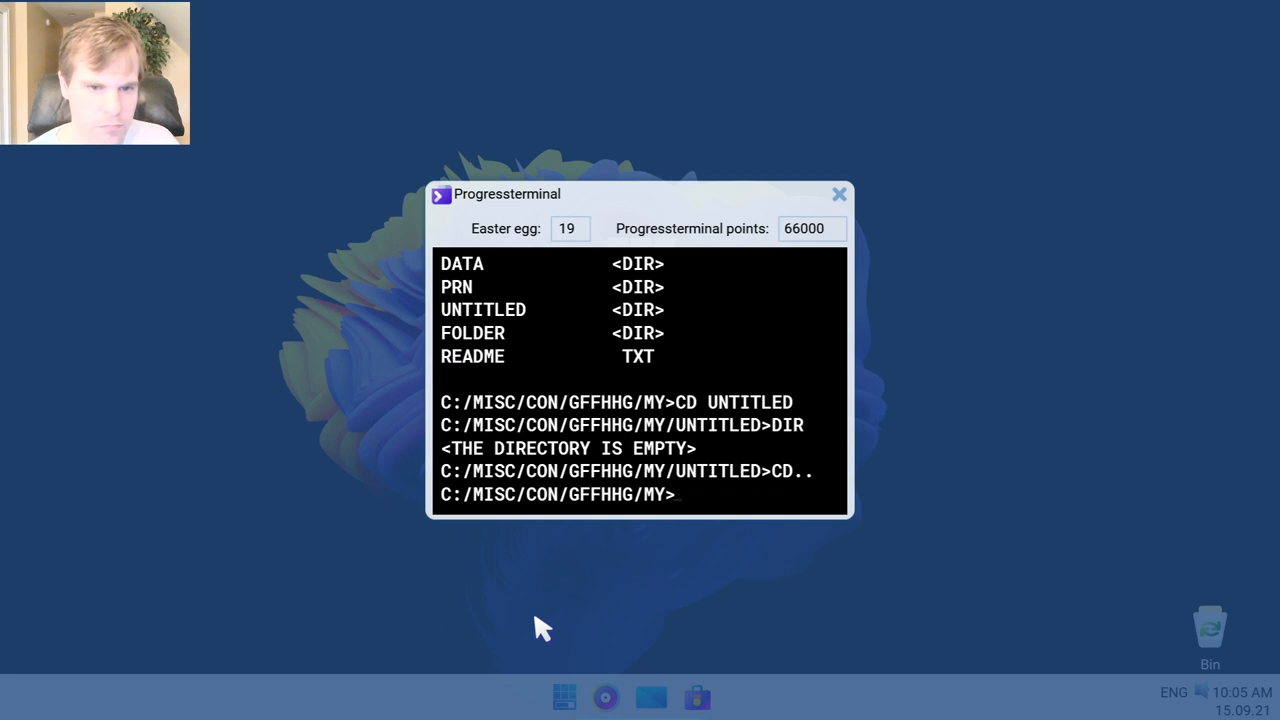 Progressterminal
Easter egg: 19 Progressterminal points: 66000
DATA <DIR>
PRN <DIR>
UNTITLED <DIR>
FOLDER <DIR>
README TXT
C:/MISC/CON/GFFHHG/MY>CD UNTITLED
C:/MISC/CON/GFFHHG/MY/UNTITLED>DIR
<THE DIRECTORY IS EMPTY>
C:/MISC/CON/GFFHHG/MY/UNTITLED>CD..
C:/MISC/CON/GFFHHG/MY>_
Bin
ENG 10:05 AM
15.09.21